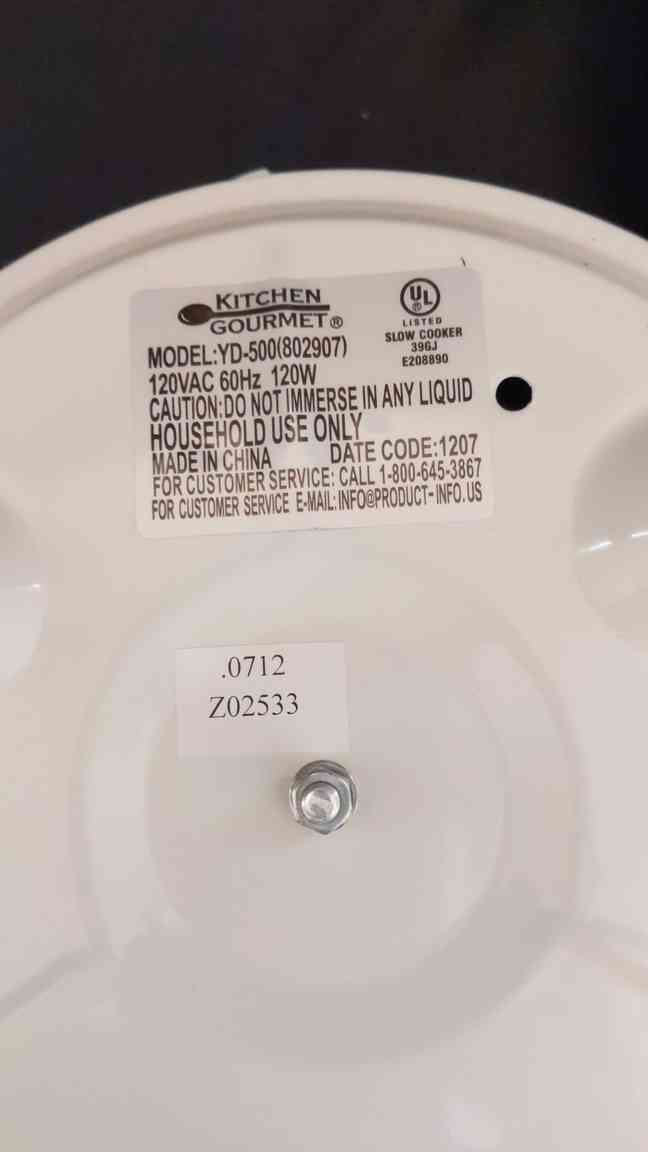 KITCHEN
GOURMET®
UL
®
LISTED
SLOW COOKER
39GJ
E208890
MODEL:YD-500(802907)
120VAC 60Hz 120W
CAUTION:DO NOT IMMERSE IN ANY LIQUID
HOUSEHOLD USE ONLY
MADE IN CHINA DATE CODE:1207
FOR CUSTOMER SERVICE: CALL 1-800-645-3867
FOR CUSTOMER SERVICE E-MAIL:INFO@PRODUCT-INFO.US
.0712
Z02533